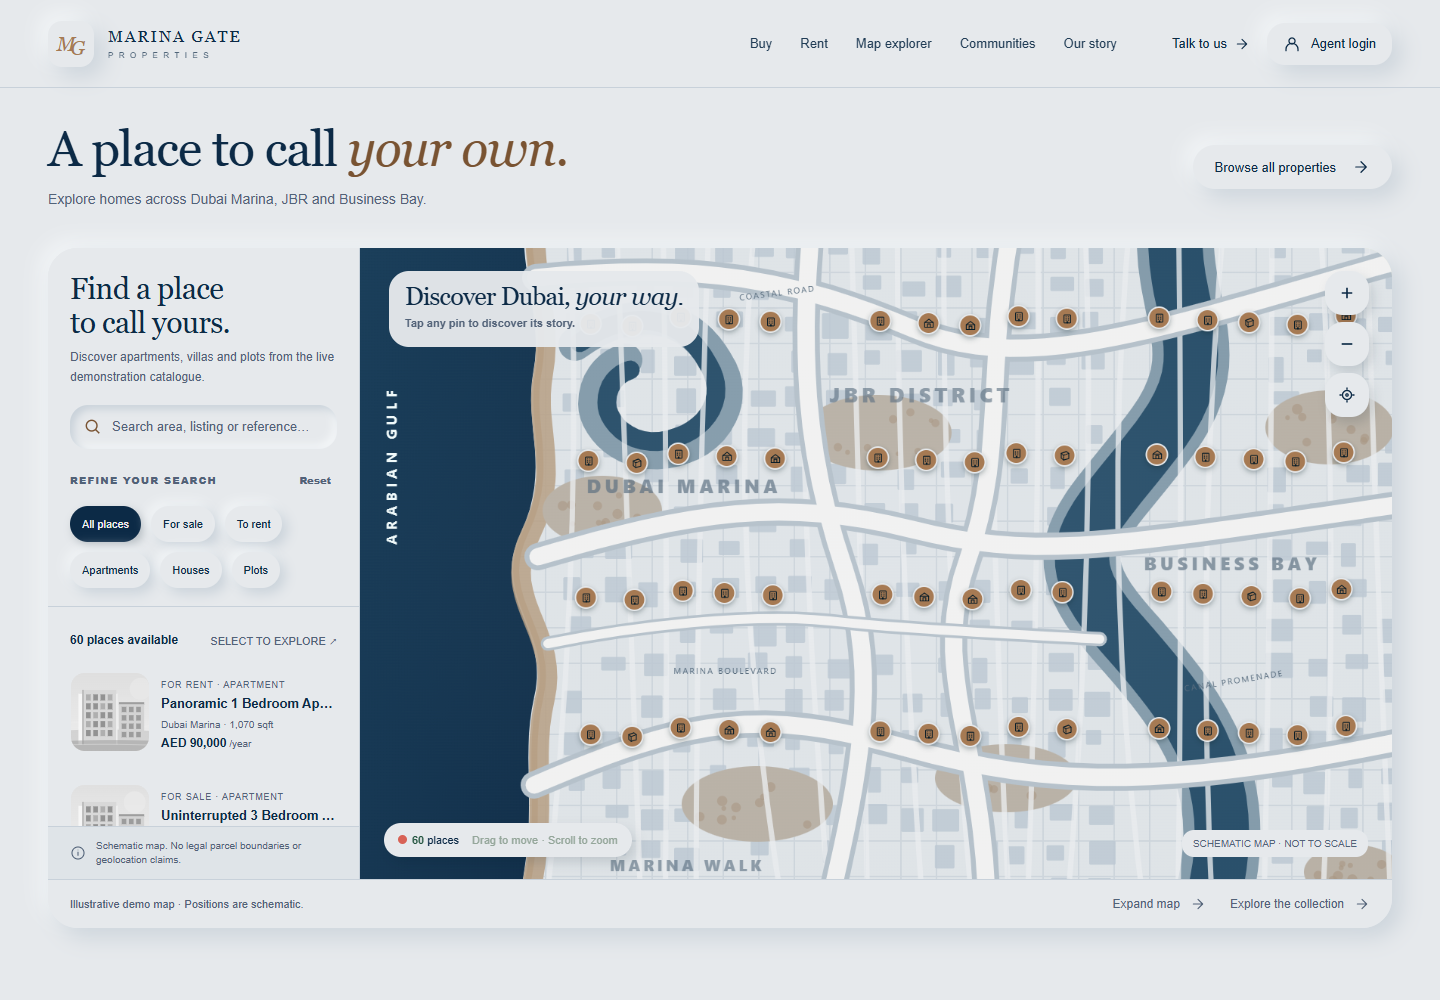 MG
MARINA GATE
PROPERTIES
Buy
Rent
Map explorer
Communities
Our story
Talk to us
Agent login
A place to call your own.
Explore homes across Dubai Marina, JBR and Business Bay.
Browse all properties
Find a place
to call yours.
Discover apartments, villas and plots from the live
demonstration catalogue.
Search area, listing or reference...
REFINE YOUR SEARCH
Reset
All places
For sale
To rent
Apartments
Houses
Plots
60 places available
SELECT TO EXPLORE ↗
FOR RENT · APARTMENT
Panoramic 1 Bedroom Ap...
Dubai Marina · 1,070 sqft
AED 90,000 /year
FOR SALE · APARTMENT
Uninterrupted 3 Bedroom ...
Schematic map. No legal parcel boundaries or
geolocation claims.
Discover Dubai, your way.
Tap any pin to discover its story.
COASTAL ROAD
ARABIAN GULF
JBR DISTRICT
DUBAI MARINA
BUSINESS BAY
MARINA BOULEVARD
CANAL PROMENADE
MARINA WALK
60 places
Drag to move · Scroll to zoom
SCHEMATIC MAP · NOT TO SCALE
Illustrative demo map · Positions are schematic.
Expand map
Explore the collection